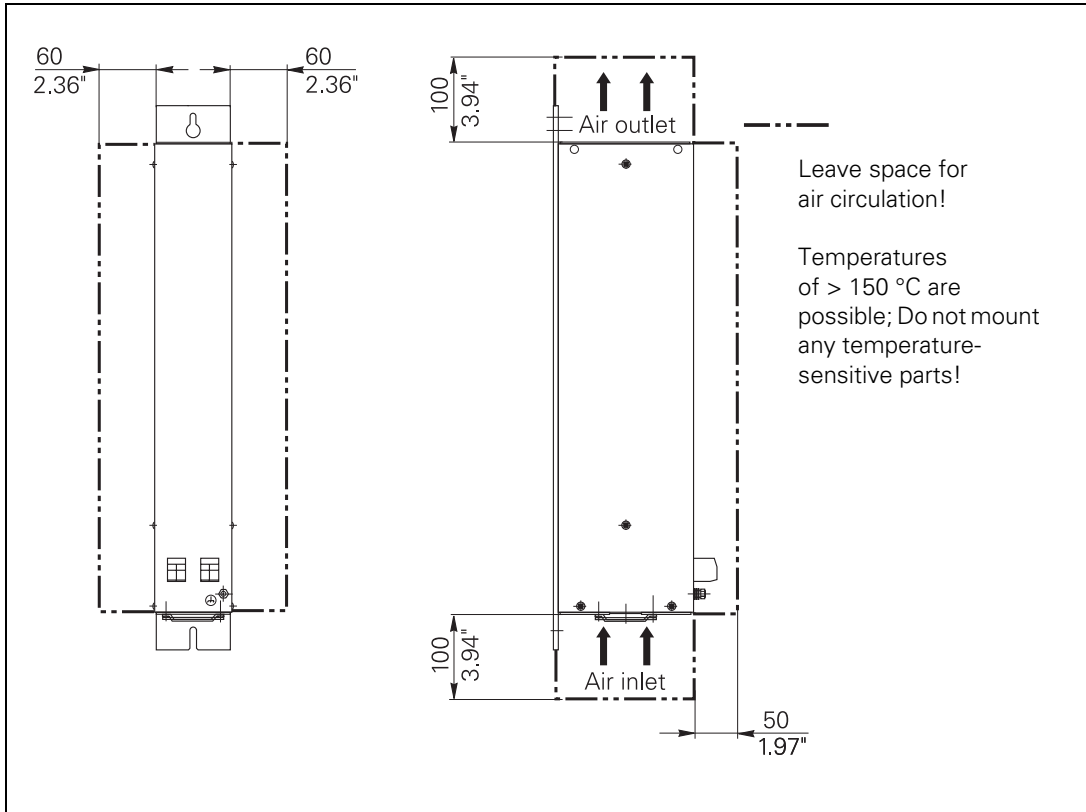 60
2.36"
60
2.36"
100
3.94"
Air outlet
Leave space for
air circulation!
Temperatures
of > 150 °C are
possible; Do not mount
any temperature-
sensitive parts!
100
3.94"
Air inlet
50
1.97"